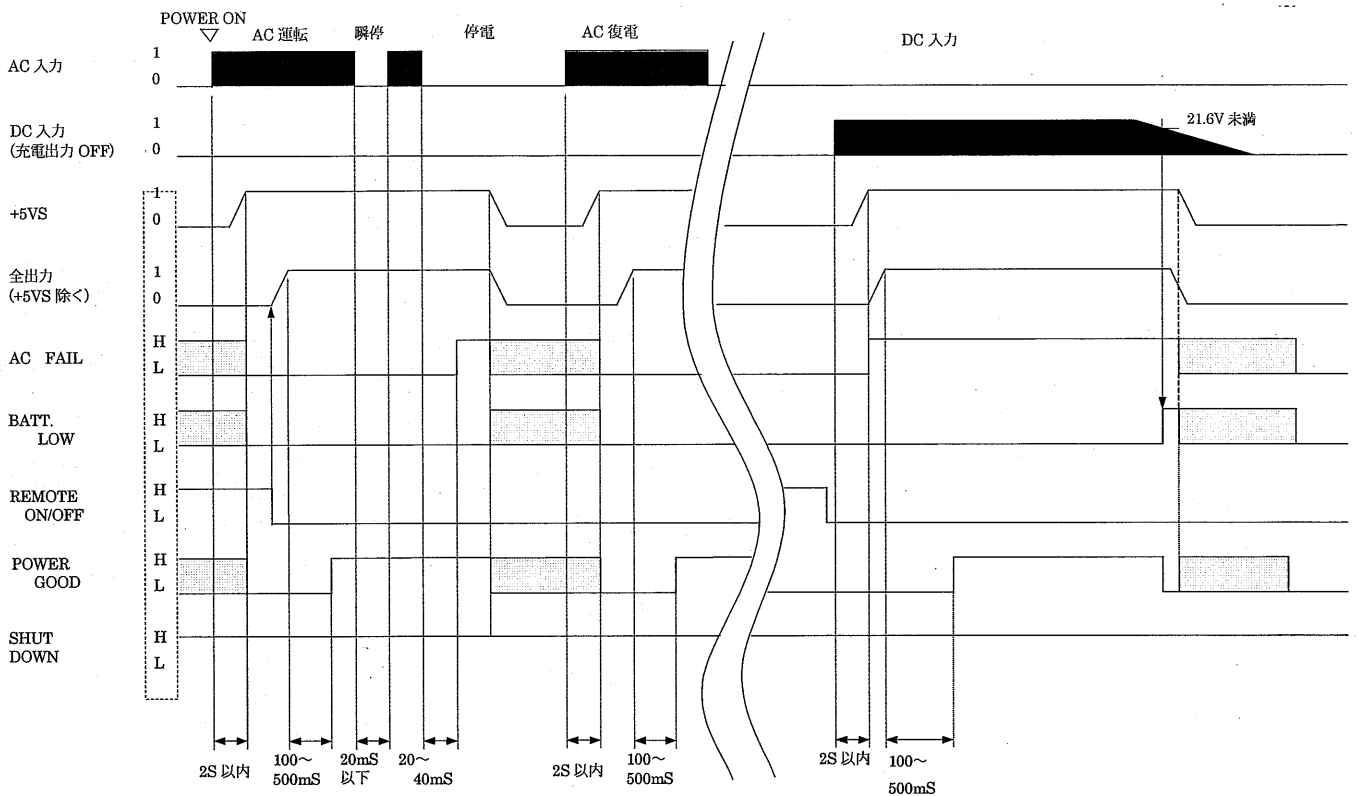 POWER ON
AC 運転 瞬停 停電 AC 復電 DC 入力
AC 入力 1
0
DC 入力
(充電出力 OFF) 1
0
21.6V 未満
+5VS 1
0
全出力
(+5VS 除く) 1
0
AC FAIL H
L
BATT.
LOW H
L
REMOTE
ON/OFF H
L
POWER
GOOD H
L
SHUT
DOWN H
L
2S 以内
100～
500mS
20mS
以下
20～
40mS
2S 以内
100～
500mS
2S 以内
100～
500mS